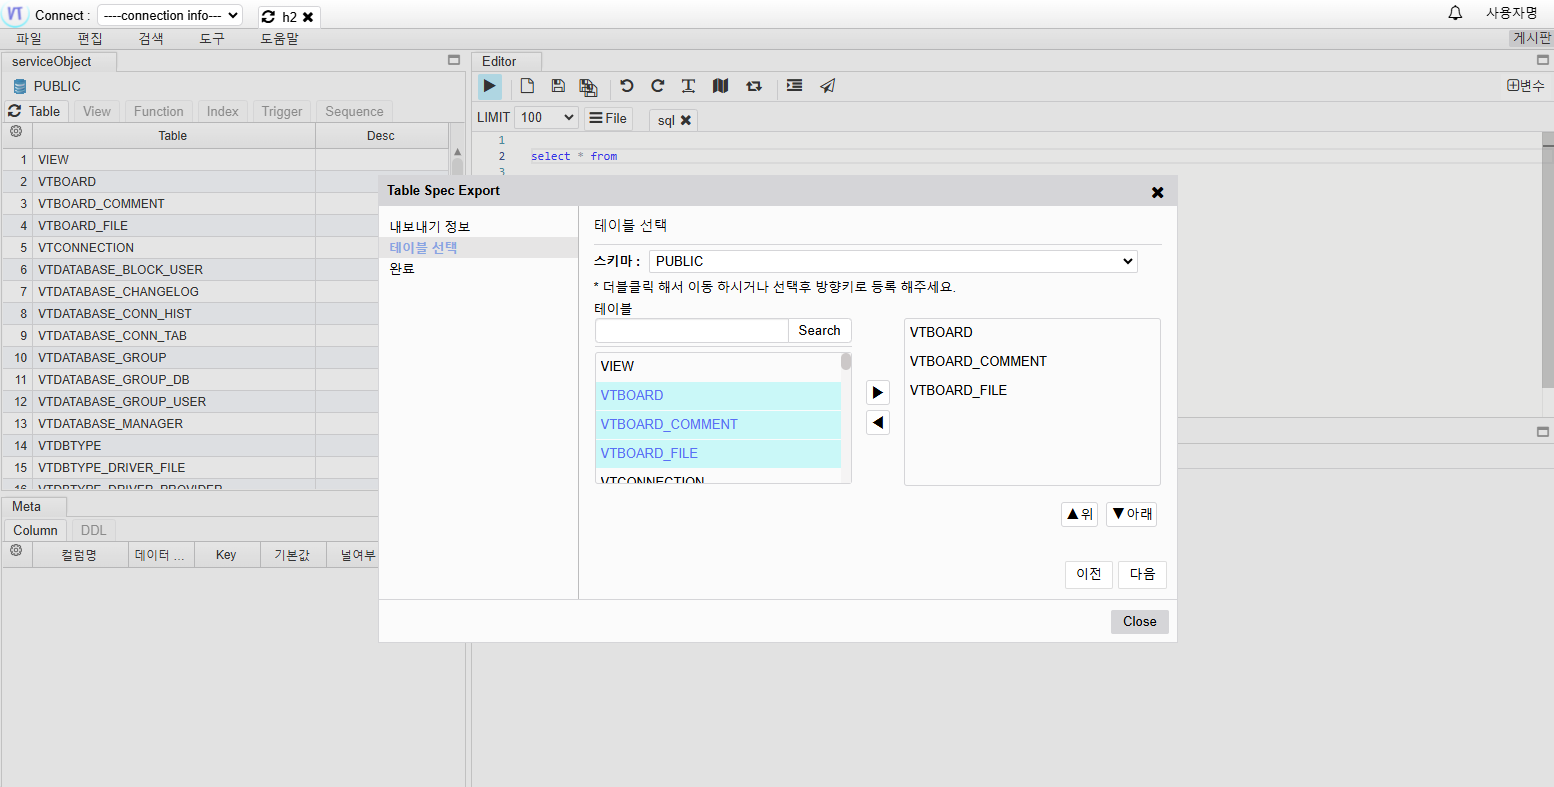 VT Connect : ----connection info--- h2 사용자명
파일 편집 검색 도구 도움말 게시판
serviceObject
PUBLIC
Table View Function Index Trigger Sequence
Table Desc
1 VIEW
2 VTBOARD
3 VTBOARD_COMMENT
4 VTBOARD_FILE
5 VTCONNECTION
6 VTDATABASE_BLOCK_USER
7 VTDATABASE_CHANGELOG
8 VTDATABASE_CONN_HIST
9 VTDATABASE_CONN_TAB
10 VTDATABASE_GROUP
11 VTDATABASE_GROUP_DB
12 VTDATABASE_GROUP_USER
13 VTDATABASE_MANAGER
14 VTDBTYPE
15 VTDBTYPE_DRIVER_FILE
16 VTDBTYPE_DRIVER_PROVIDER
Meta
Column DDL
컬럼명 데이터 ... Key 기본값 널여부
Editor
변수
LIMIT 100 File sql
1
2 select * from
3
Table Spec Export
내보내기 정보
테이블 선택
완료
테이블 선택
스키마 : PUBLIC
* 더블클릭 해서 이동 하시거나 선택후 방향키로 등록 해주세요.
테이블
Search
VIEW
VTBOARD
VTBOARD_COMMENT
VTBOARD_FILE
VTCONNECTION
▶
◀
VTBOARD
VTBOARD_COMMENT
VTBOARD_FILE
▲위 ▼아래
이전 다음
Close